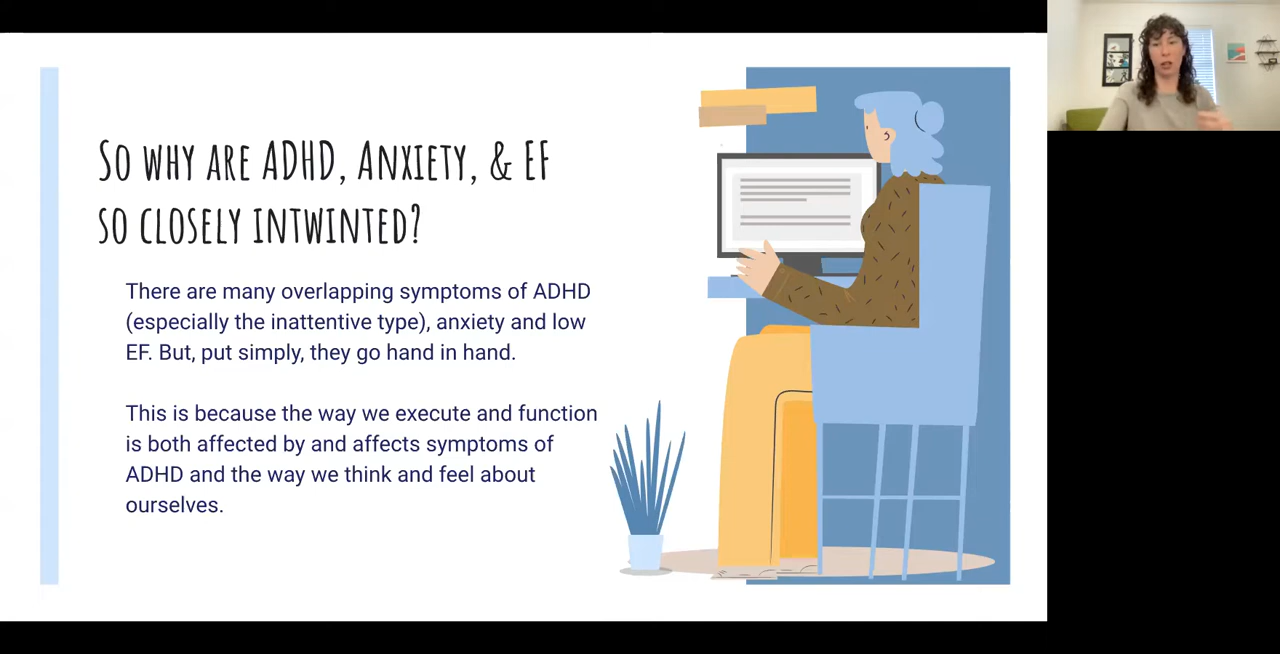 So why are ADHD, Anxiety, & EF
so closely intwinted?
There are many overlapping symptoms of ADHD
(especially the inattentive type), anxiety and low
EF. But, put simply, they go hand in hand.
This is because the way we execute and function
is both affected by and affects symptoms of
ADHD and the way we think and feel about
ourselves.